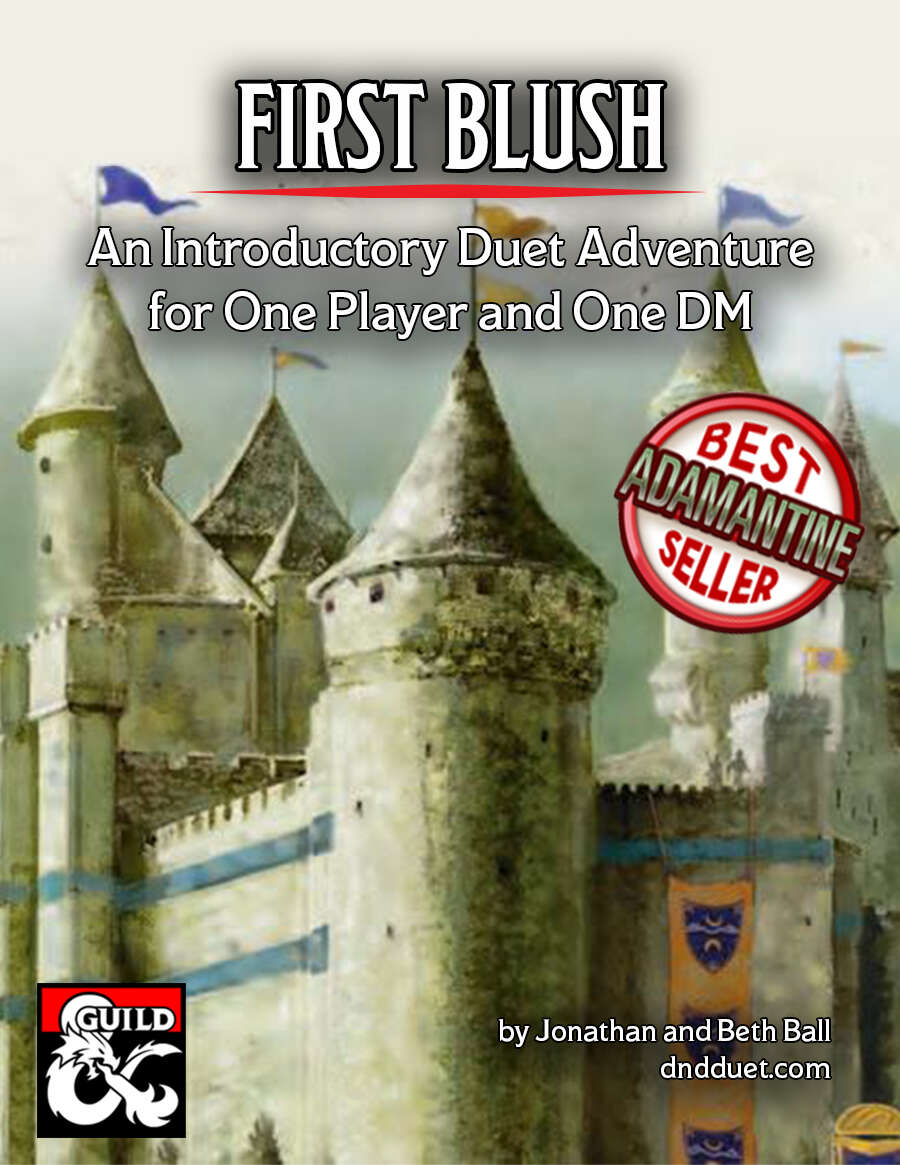 FIRST BLUSH
An Introductory Duet Adventure
for One Player and One DM
BEST
ADAMANTINE
SELLER
GUILD
by Jonathan and Beth Ball
dndduet.com